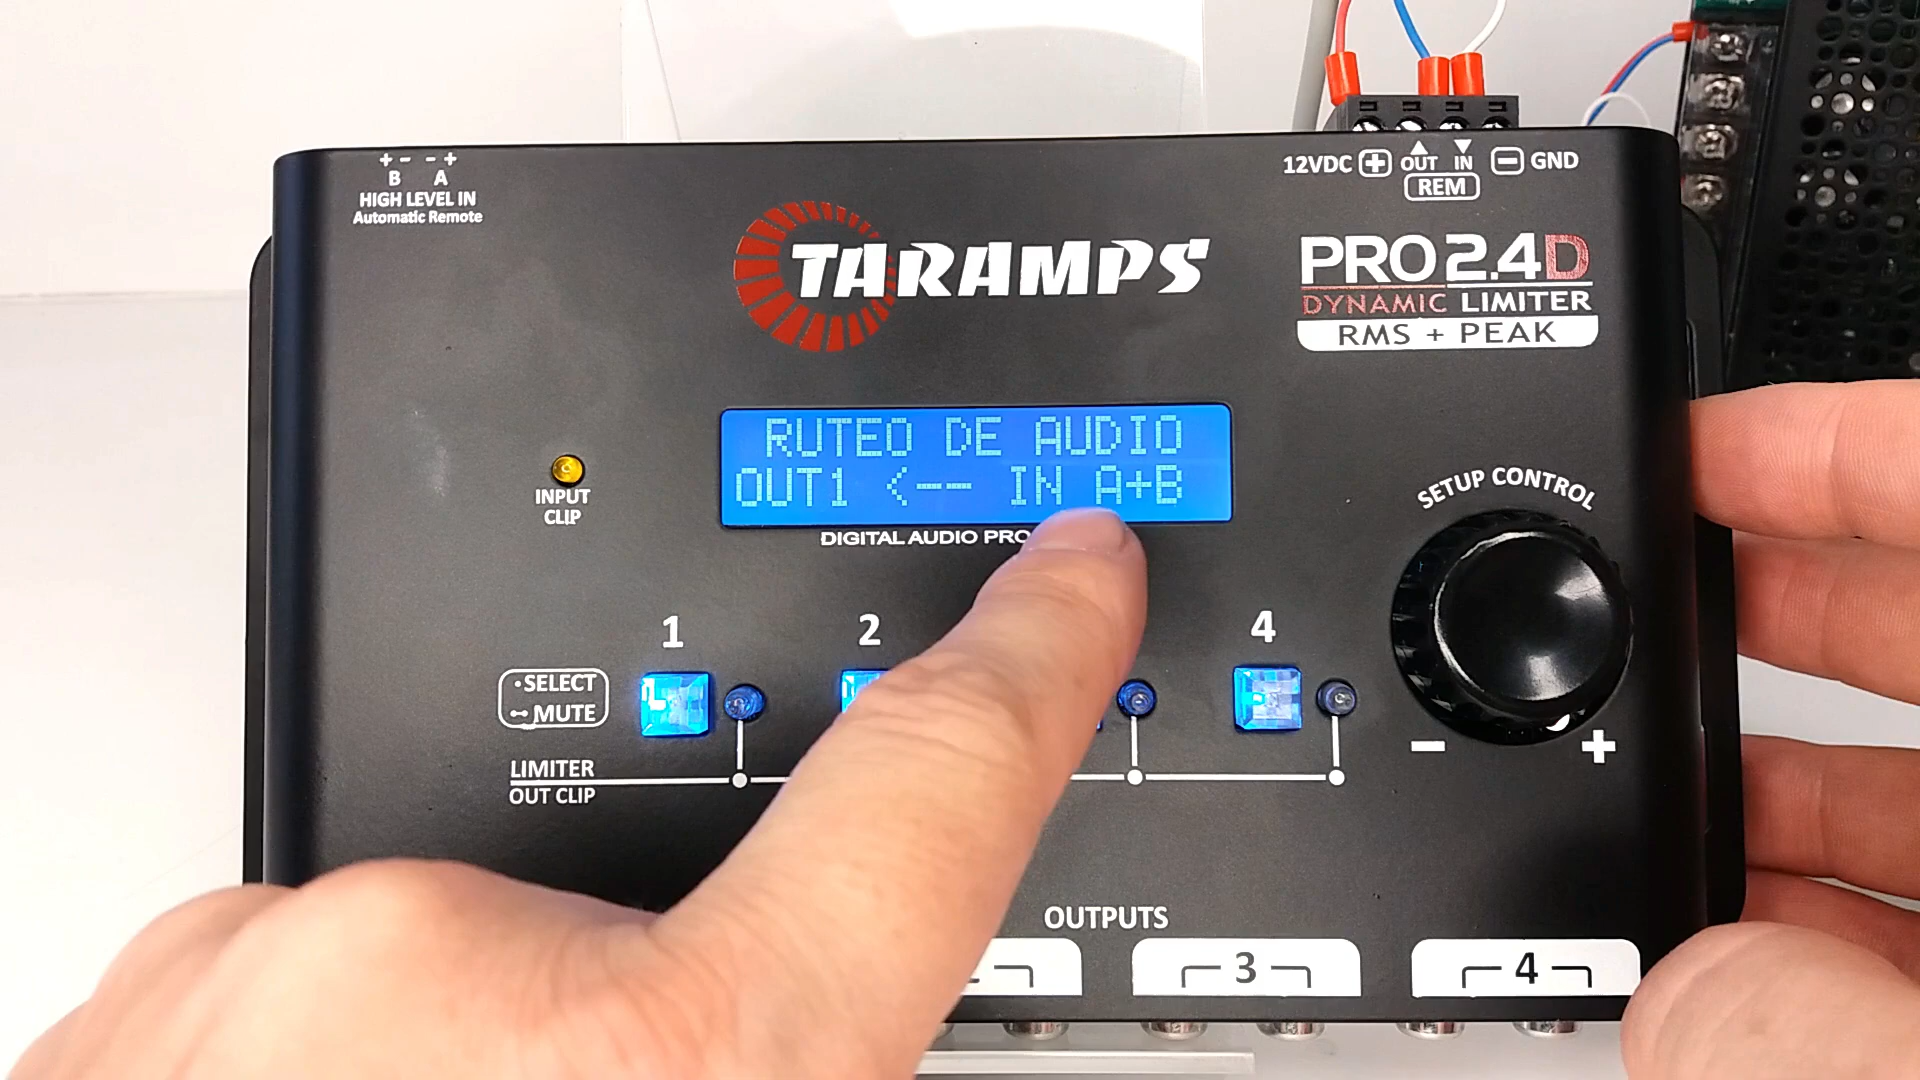 + - - +
B A
HIGH LEVEL IN
Automatic Remote
12VDC + OUT IN - GND
REM
TARAMPS
PRO 2.4D
DYNAMIC LIMITER
RMS + PEAK
RUTEO DE AUDIO
OUT1 <-- IN A+B
DIGITAL AUDIO
INPUT
CLIP
SETUP CONTROL
- +
1 2 4
SELECT
MUTE
LIMITER
OUT CLIP
OUTPUTS
3 4